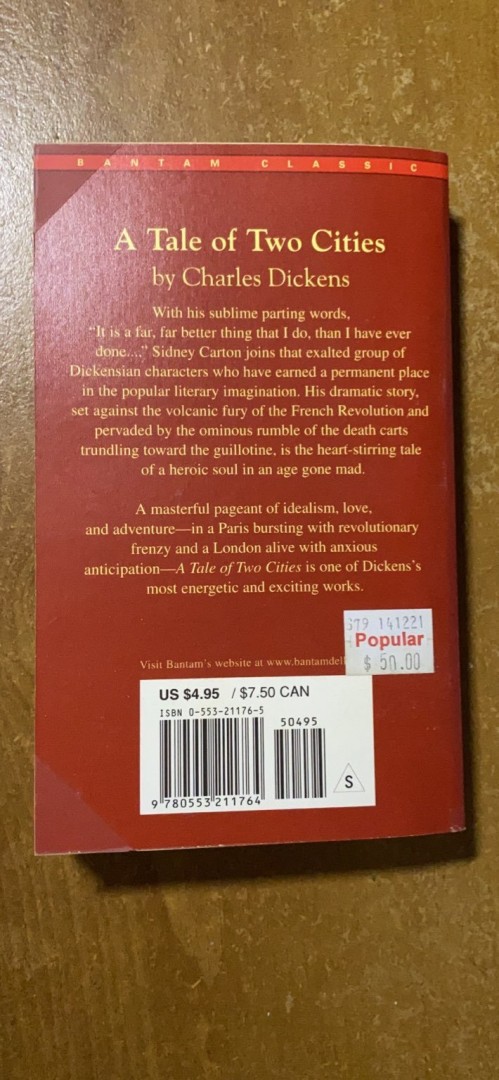 BANTAM CLASSIC
A Tale of Two Cities
by Charles Dickens
With his sublime parting words,
“It is a far, far better thing that I do, than I have ever
done....” Sidney Carton joins that exalted group of
Dickensian characters who have earned a permanent place
in the popular literary imagination. His dramatic story,
set against the volcanic fury of the French Revolution and
pervaded by the ominous rumble of the death carts
trundling toward the guillotine, is the heart-stirring tale
of a heroic soul in an age gone mad.
A masterful pageant of idealism, love,
and adventure—in a Paris bursting with revolutionary
frenzy and a London alive with anxious
anticipation—A Tale of Two Cities is one of Dickens's
most energetic and exciting works.
141221
Popular
$ 50.00
Visit Bantam's website at
US $4.95 / $7.50 CAN
ISBN 0-553-21176-5
50495
9 780553 211764
S